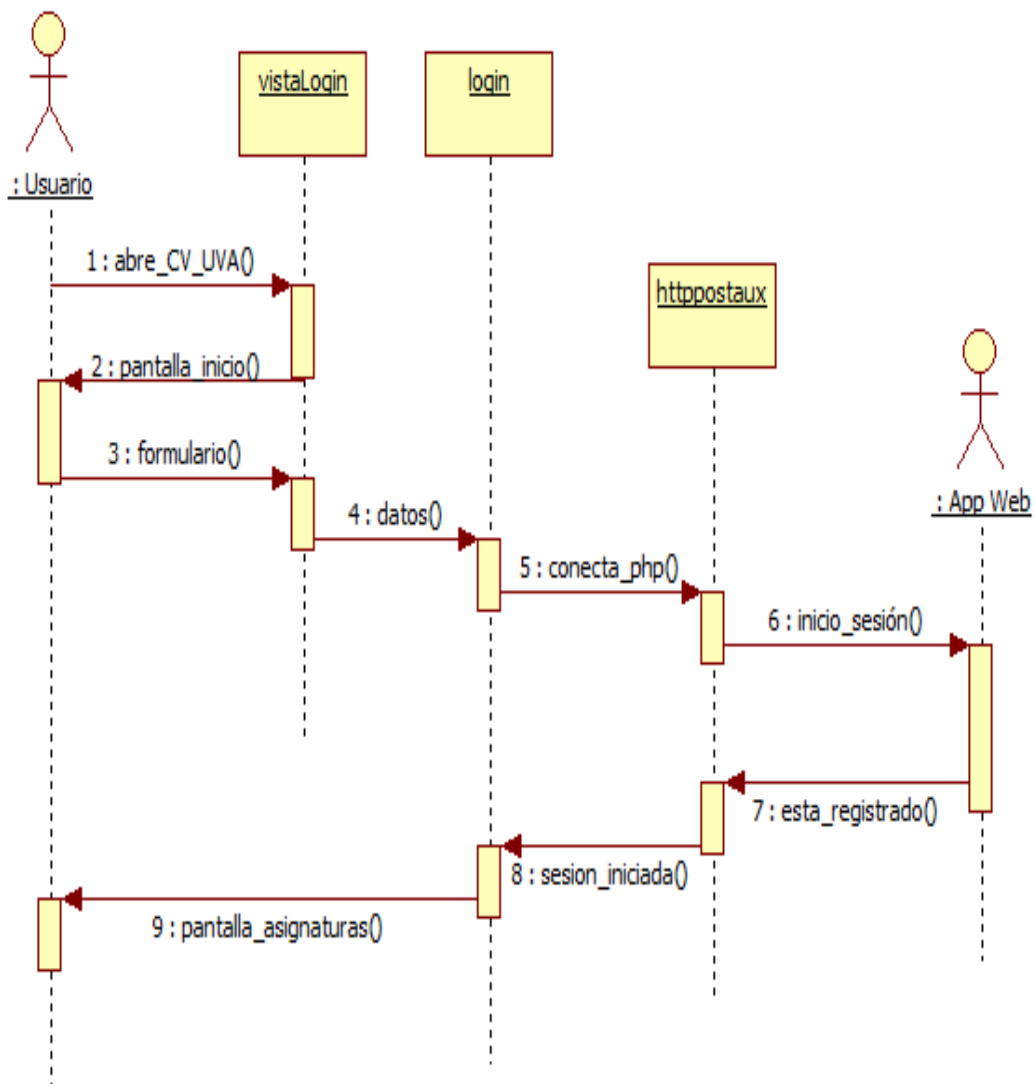 vistaLogin
login
: Usuario
1 : abre_CV_UVA()
httppostaux
2 : pantalla_inicio()
3 : formulario()
: App Web
4 : datos()
5 : conecta_php()
6 : inicio_sesión()
7 : esta_registrado()
8 : sesion_iniciada()
9 : pantalla_asignaturas()